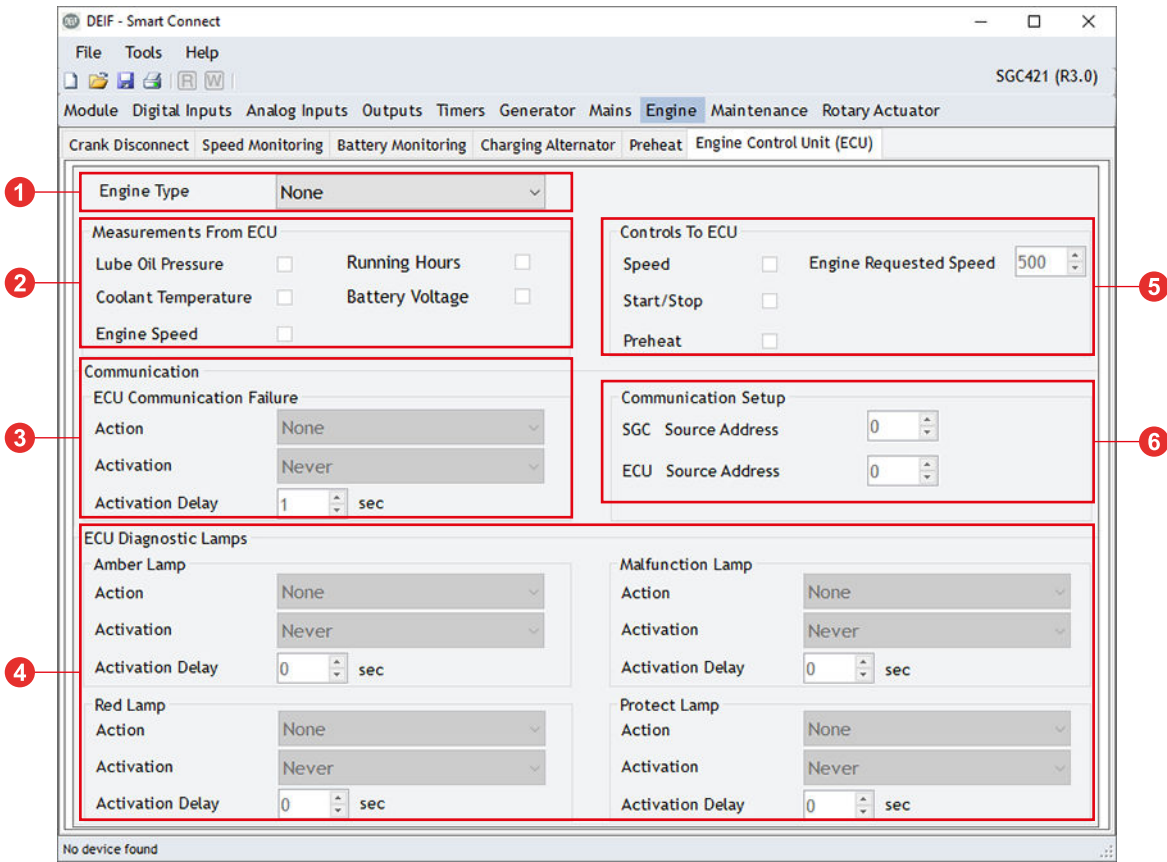 DEIF - Smart Connect
File Tools Help
R W
SGC421 (R3.0)
Module Digital Inputs Analog Inputs Outputs Timers Generator Mains Engine Maintenance Rotary Actuator
Crank Disconnect Speed Monitoring Battery Monitoring Charging Alternator Preheat Engine Control Unit (ECU)
1
Engine Type None
2
Measurements From ECU
Lube Oil Pressure Running Hours
Coolant Temperature Battery Voltage
Engine Speed
5
Controls To ECU
Speed Engine Requested Speed 500
Start/Stop
Preheat
3
Communication
ECU Communication Failure
Action None
Activation Never
Activation Delay 1 sec
6
Communication Setup
SGC Source Address 0
ECU Source Address 0
4
ECU Diagnostic Lamps
Amber Lamp
Action None
Activation Never
Activation Delay 0 sec
Malfunction Lamp
Action None
Activation Never
Activation Delay 0 sec
Red Lamp
Action None
Activation Never
Activation Delay 0 sec
Protect Lamp
Action None
Activation Never
Activation Delay 0 sec
No device found